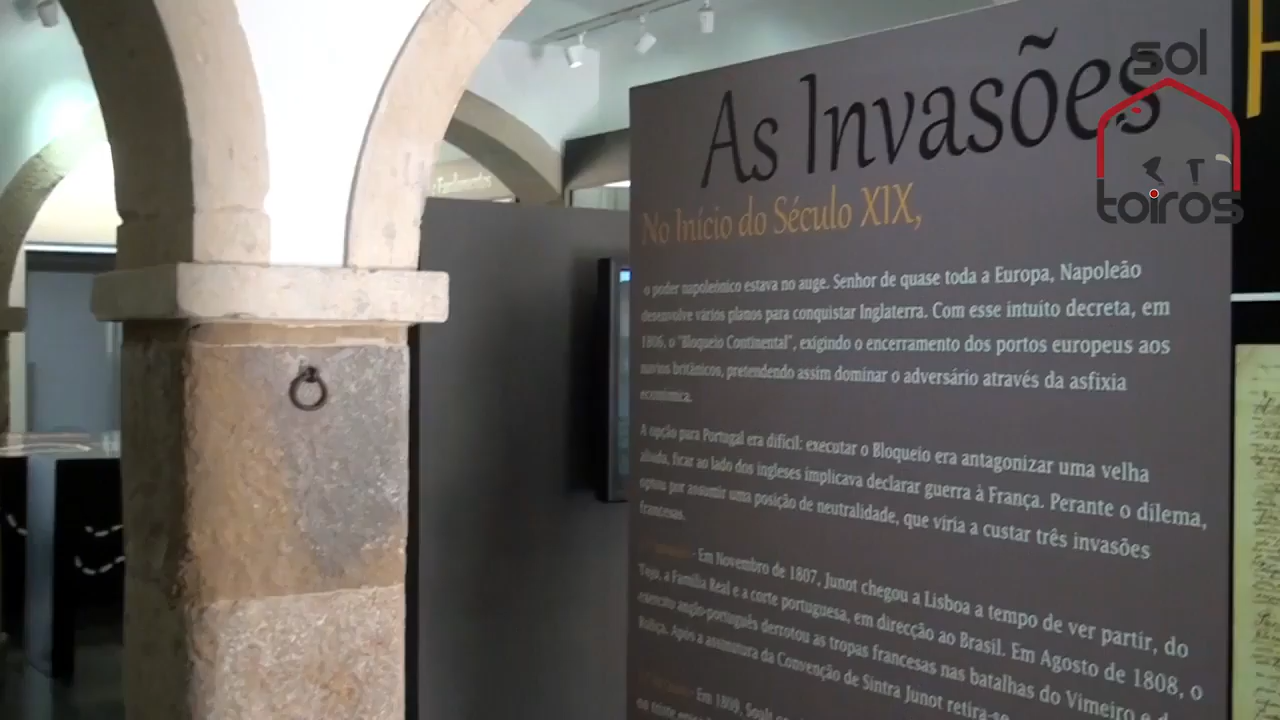 sol
toiros
Fundamentos
As Invasões
No Início do Século XIX,
o poder napoleónico estava no auge. Senhor de quase toda a Europa, Napoleão
desenvolve vários planos para conquistar Inglaterra. Com esse intuito decreta, em
1806, o "Bloqueio Continental", exigindo o encerramento dos portos europeus aos
navios britânicos, pretendendo assim dominar o adversário através da asfixia
económica.
A opção para Portugal era difícil: executar o Bloqueio era antagonizar uma velha
aliada, ficar ao lado dos ingleses implicava declarar guerra à França. Perante o dilema,
optou por assumir uma posição de neutralidade, que viria a custar três invasões
francesas.
- Em Novembro de 1807, Junot chegou a Lisboa a tempo de ver partir, do
Tejo, a Família Real e a corte portuguesa, em direcção ao Brasil. Em Agosto de 1808, o
exército anglo-português derrotou as tropas francesas nas batalhas do Vimeiro e d
Roliça. Após a assinatura da Convenção de Sintra Junot retira-se
Em 1809, Soult